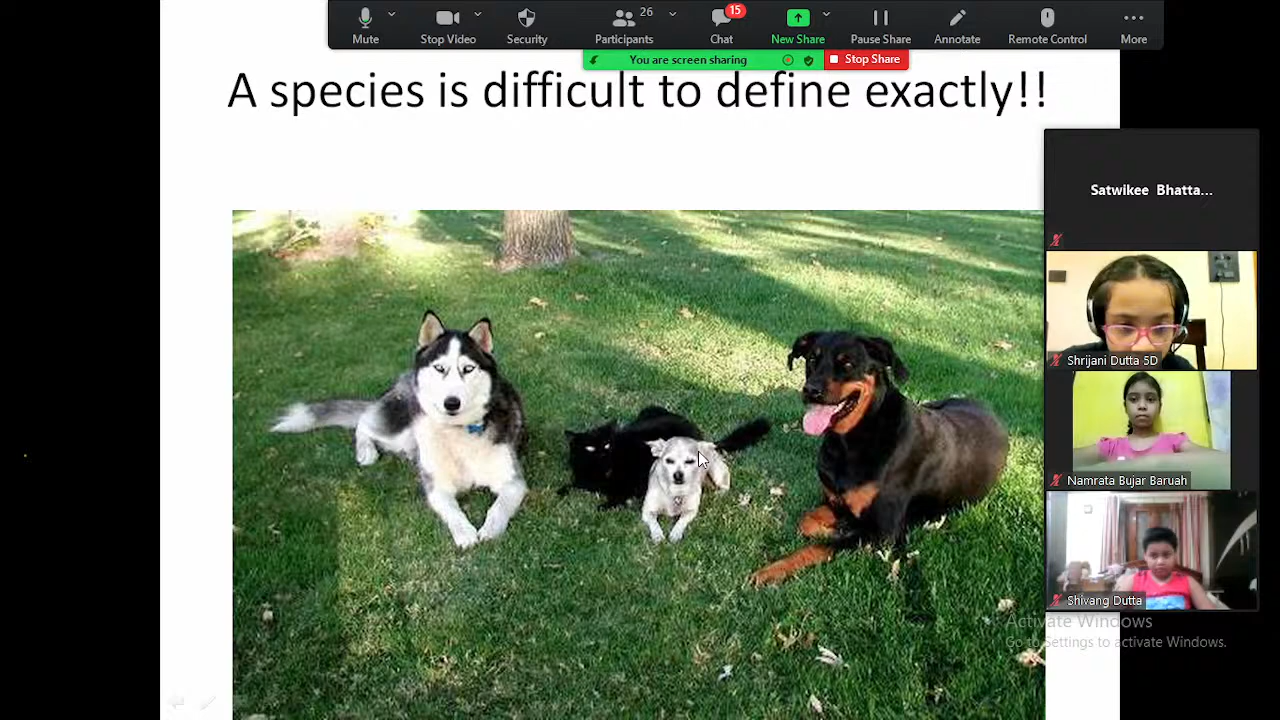 26
15
Mute
Stop Video
Security
Participants
Chat
New Share
Pause Share
Annotate
Remote Control
More
You are screen sharing
Stop Share
A species is difficult to define exactly!!
Satwikee Bhatta...
Shrijani Dutta 5D
Namrata Bujar Baruah
Shivang Dutta
Activate Windows
Go to Settings to activate Windows.